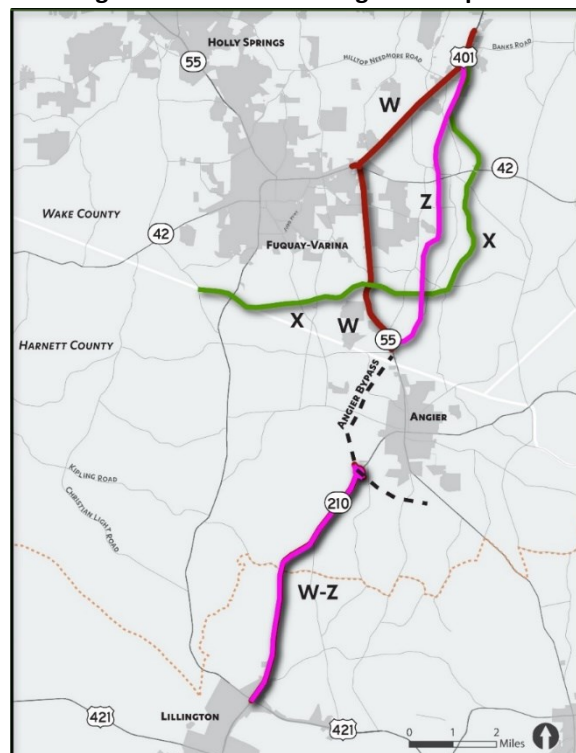 HOLLY SPRINGS
55
HILLTOP NEEDMORE ROAD
BANKS ROAD
401
W
42
Z
WAKE COUNTY
42
FUQUAY-VARINA
X
X
W
HARNETT COUNTY
55
ANGIER BYPASS
ANGIER
KIPLING ROAD
CHRISTIAN LIGHT ROAD
210
W-Z
LILLINGTON
421
421
0 1 2
Miles